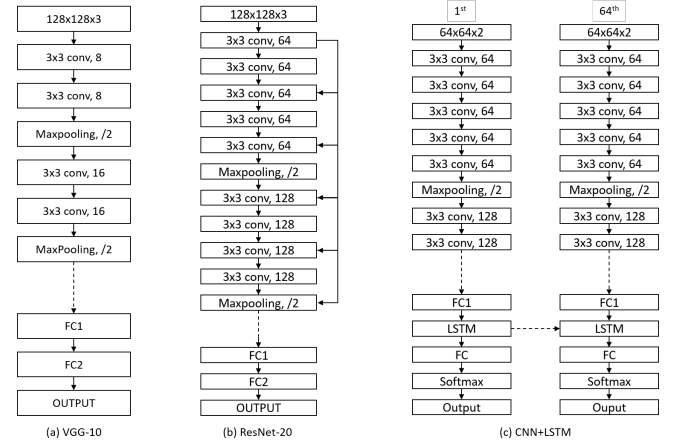 128x128x3
3x3 conv, 8
3x3 conv, 8
Maxpooling, /2
3x3 conv, 16
3x3 conv, 16
MaxPooling, /2
FC1
FC2
OUTPUT
(a) VGG-10
128x128x3
3x3 conv, 64
3x3 conv, 64
3x3 conv, 64
3x3 conv, 64
3x3 conv, 64
Maxpooling, /2
3x3 conv, 128
3x3 conv, 128
3x3 conv, 128
3x3 conv, 128
Maxpooling, /2
FC1
FC2
OUTPUT
(b) ResNet-20
1st
64x64x2
3x3 conv, 64
3x3 conv, 64
3x3 conv, 64
3x3 conv, 64
3x3 conv, 64
Maxpooling, /2
3x3 conv, 128
3x3 conv, 128
FC1
LSTM
FC
Softmax
Output
64th
64x64x2
3x3 conv, 64
3x3 conv, 64
3x3 conv, 64
3x3 conv, 64
3x3 conv, 64
Maxpooling, /2
3x3 conv, 128
3x3 conv, 128
FC1
LSTM
FC
Softmax
Ouput
(c) CNN+LSTM